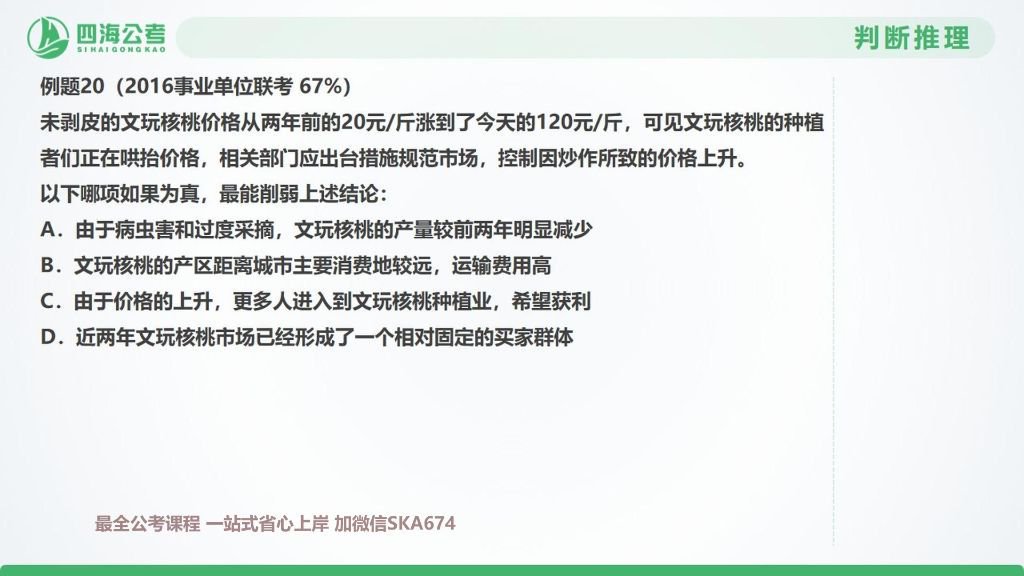 四海公考
SIHAIGONGKAO
判断推理
例题20（2016事业单位联考 67%）
未剥皮的文玩核桃价格从两年前的20元/斤涨到了今天的120元/斤，可见文玩核桃的种植
者们正在哄抬价格，相关部门应出台措施规范市场，控制因炒作所致的价格上升。
以下哪项如果为真，最能削弱上述结论：
A．由于病虫害和过度采摘，文玩核桃的产量较前两年明显减少
B．文玩核桃的产区距离城市主要消费地较远，运输费用高
C．由于价格的上升，更多人进入到文玩核桃种植业，希望获利
D．近两年文玩核桃市场已经形成了一个相对固定的买家群体
最全公考课程 一站式省心上岸 加微信SKA674